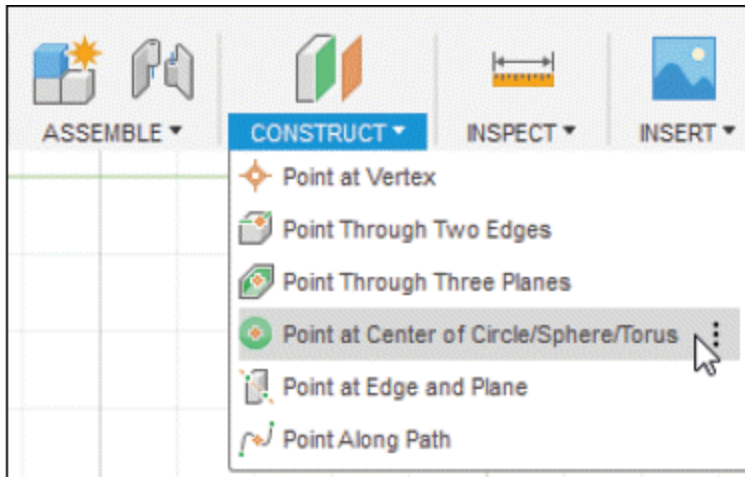 ASSEMBLE CONSTRUCT INSPECT INSERT
Point at Vertex
Point Through Two Edges
Point Through Three Planes
Point at Center of Circle/Sphere/Torus
Point at Edge and Plane
Point Along Path